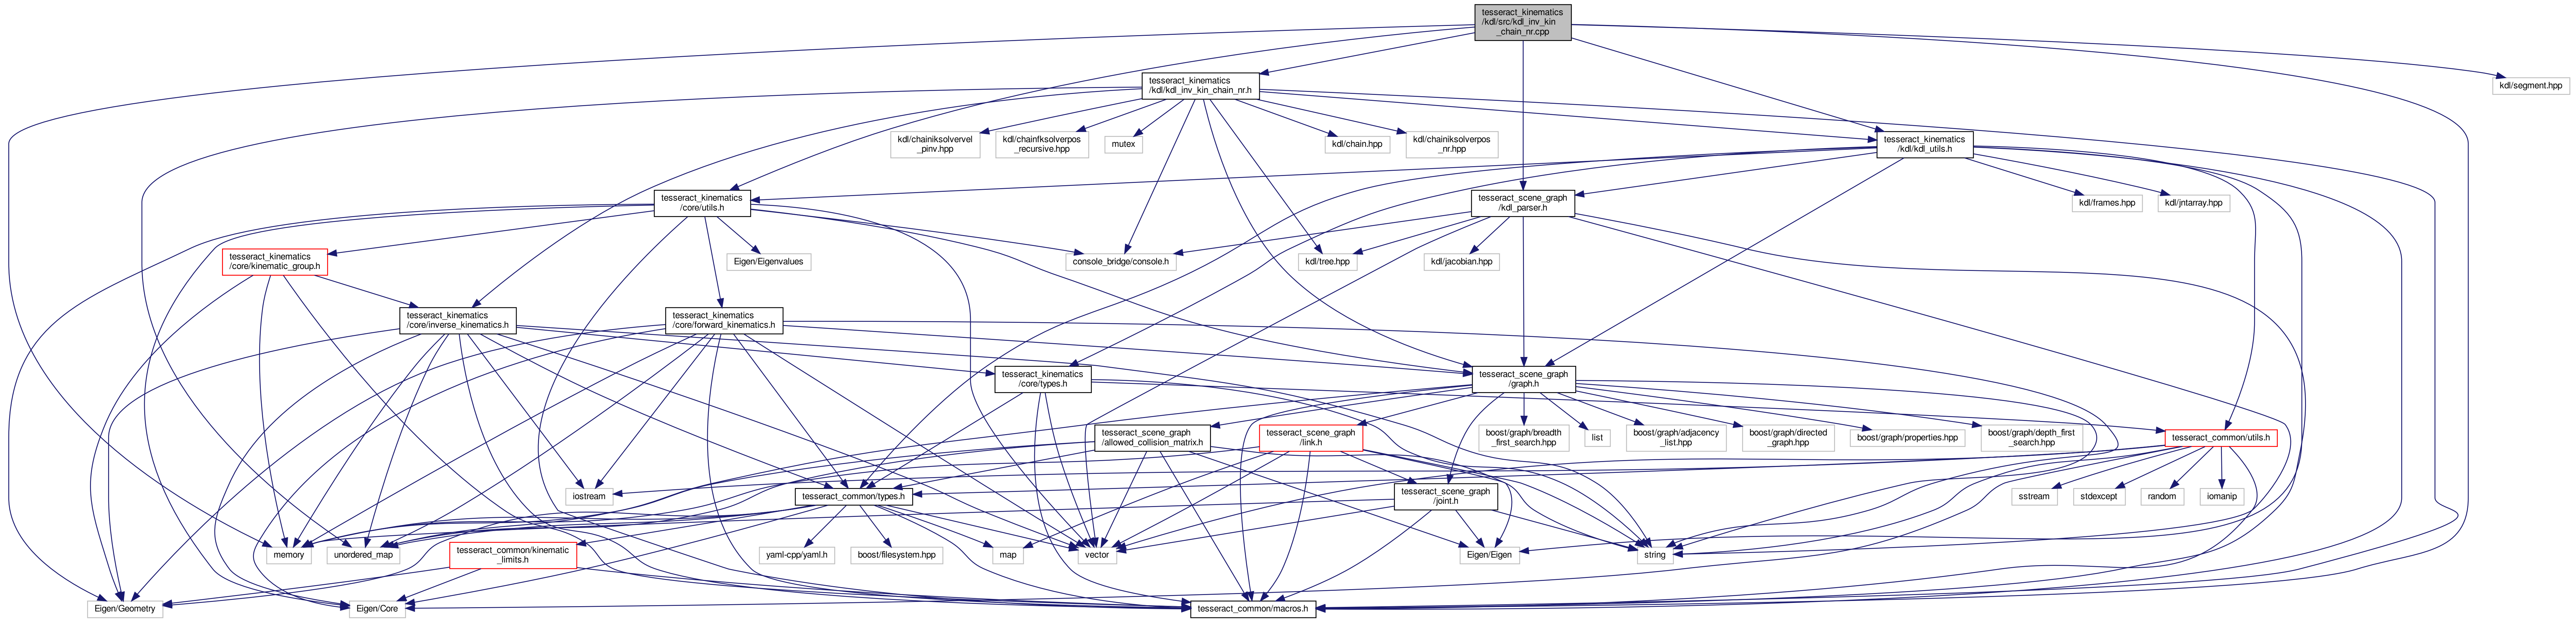 tesseract_kinematics
/kdl/src/kdl_inv_kin
_chain_nr.cpp
tesseract_kinematics
/kdl/kdl_inv_kin_chain_nr.h
kdl/segment.hpp
kdl/chainiksolvervel
_pinv.hpp
kdl/chainfksolverpos
_recursive.hpp
mutex
kdl/chain.hpp
kdl/chainiksolverpos
_nr.hpp
tesseract_kinematics
/kdl/kdl_utils.h
tesseract_kinematics
/core/utils.h
tesseract_scene_graph
/kdl_parser.h
kdl/frames.hpp
kdl/jntarray.hpp
tesseract_kinematics
/core/kinematic_group.h
Eigen/Eigenvalues
console_bridge/console.h
kdl/tree.hpp
kdl/jacobian.hpp
tesseract_kinematics
/core/inverse_kinematics.h
tesseract_kinematics
/core/forward_kinematics.h
tesseract_kinematics
/core/types.h
tesseract_scene_graph
/graph.h
tesseract_scene_graph
/allowed_collision_matrix.h
tesseract_scene_graph
/link.h
boost/graph/breadth
_first_search.hpp
list
boost/graph/adjacency
_list.hpp
boost/graph/directed
_graph.hpp
boost/graph/properties.hpp
boost/graph/depth_first
_search.hpp
tesseract_common/utils.h
iostream
tesseract_common/types.h
tesseract_scene_graph
/joint.h
sstream
stdexcept
random
iomanip
memory
unordered_map
tesseract_common/kinematic
_limits.h
yaml-cpp/yaml.h
boost/filesystem.hpp
map
vector
Eigen/Eigen
string
Eigen/Geometry
Eigen/Core
tesseract_common/macros.h